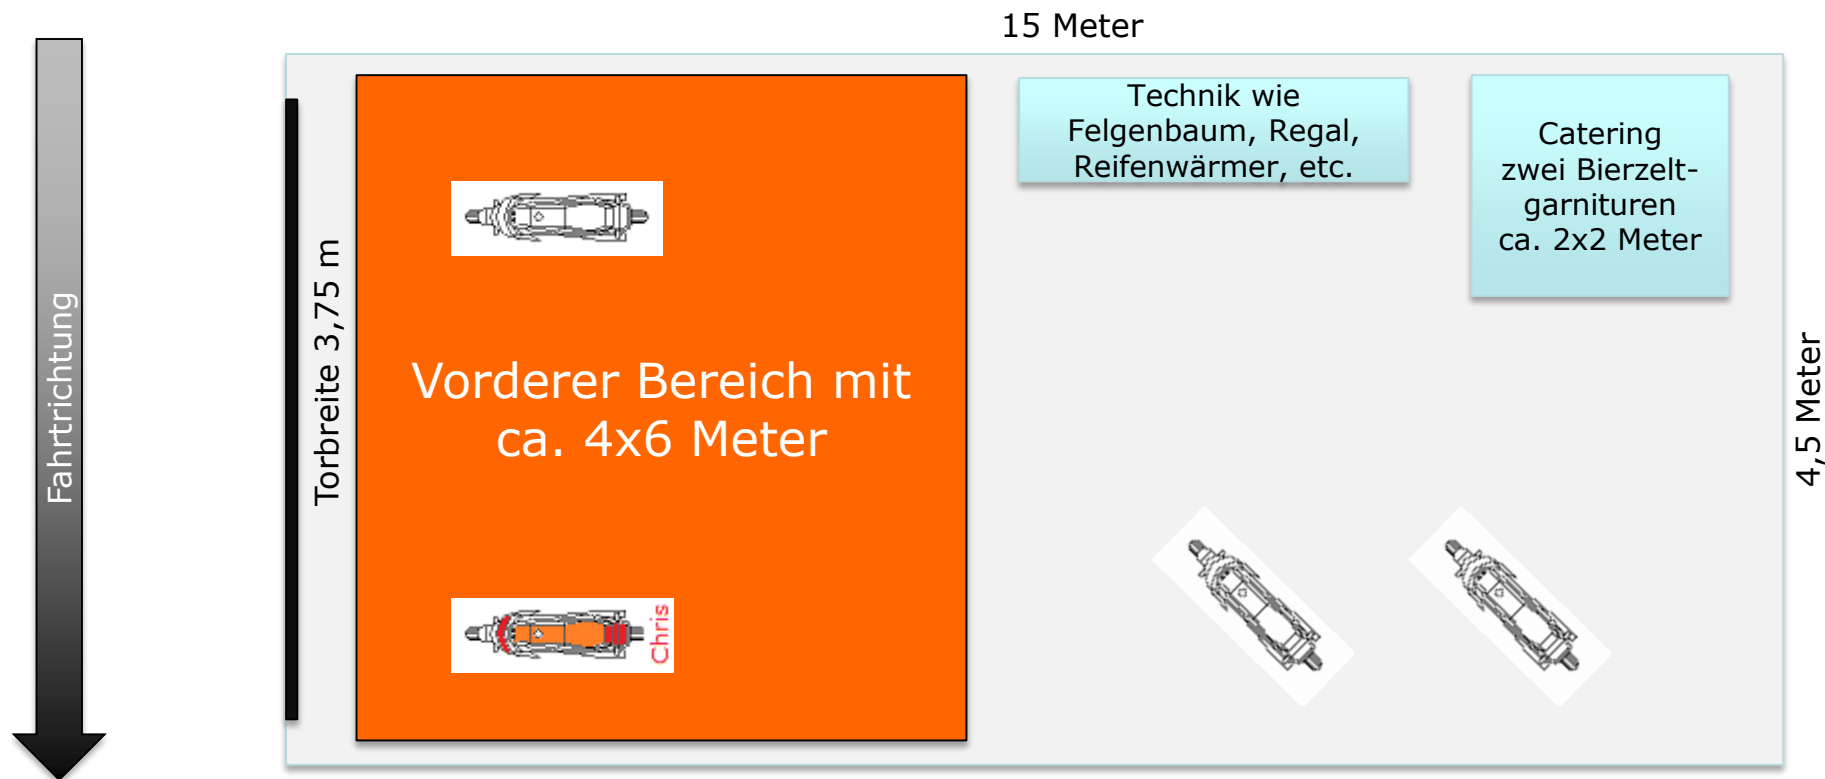 15 Meter
Fahrtrichtung
Torbreite 3,75 m
Vorderer Bereich mit
ca. 4x6 Meter
Chris
Technik wie
Felgenbaum, Regal,
Reifenwärmer, etc.
Catering
zwei Bierzelt-
garnituren
ca. 2x2 Meter
4,5 Meter